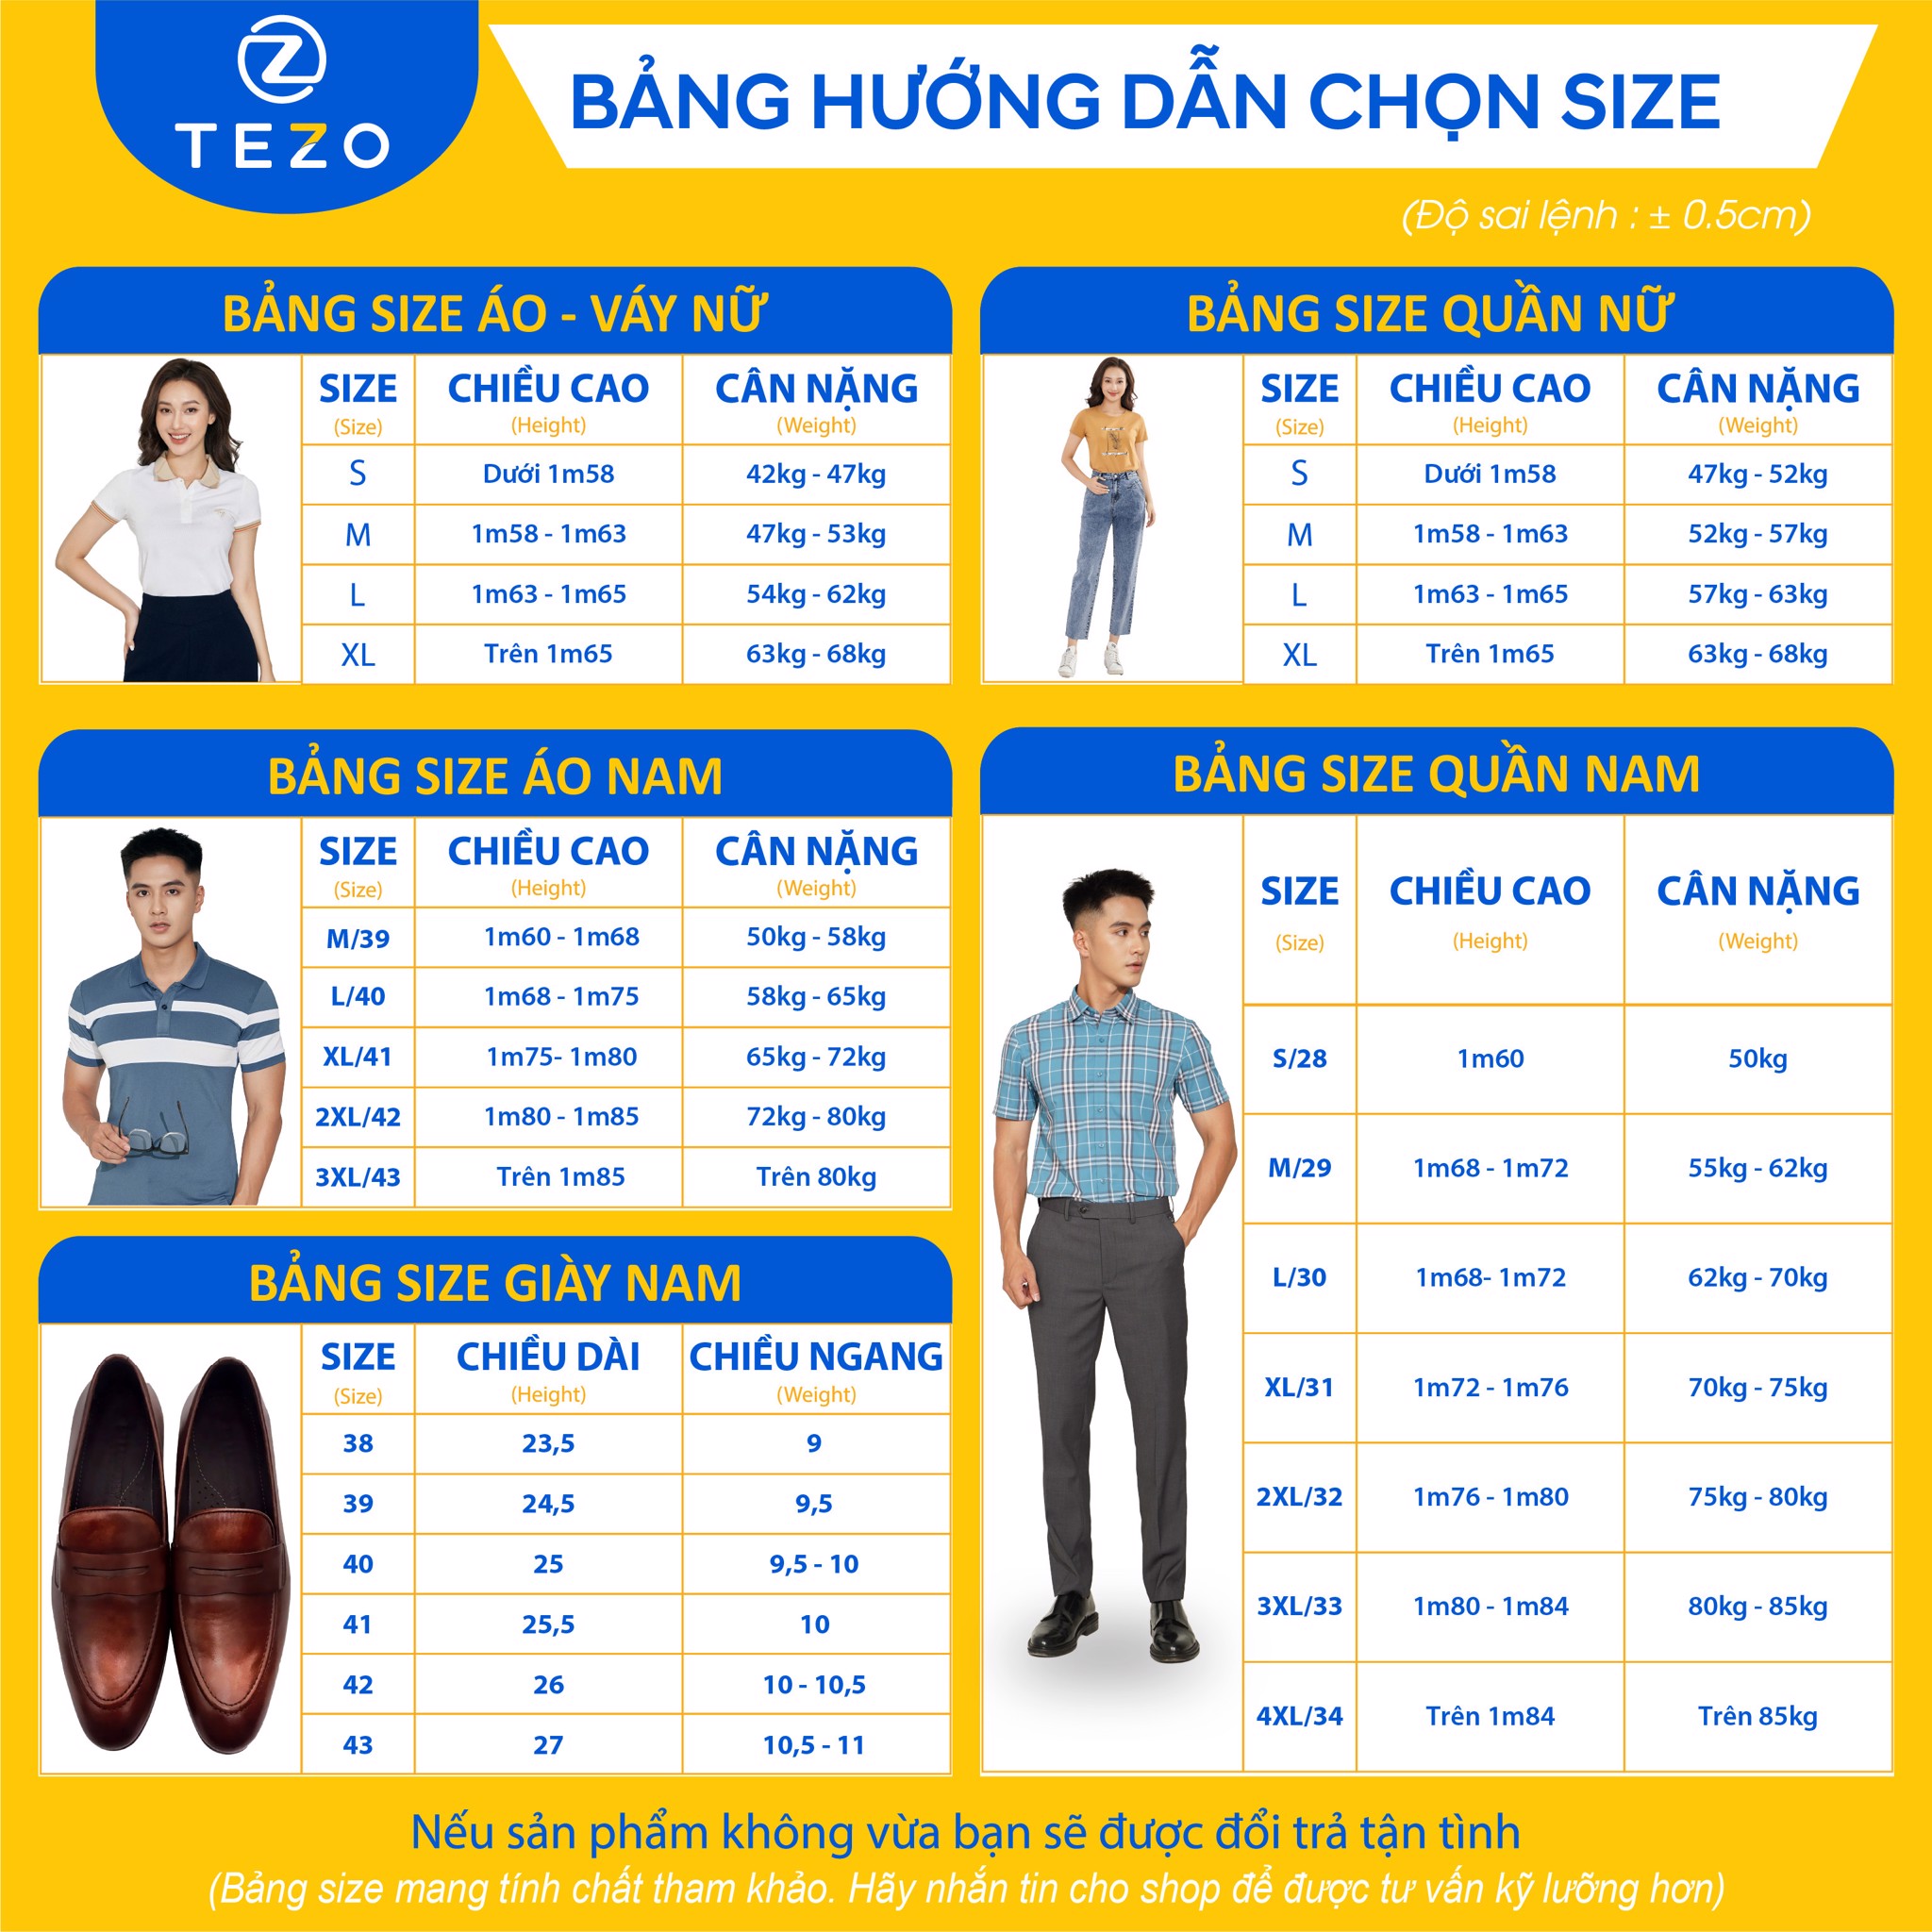 TEZO
BẢNG HƯỚNG DẪN CHỌN SIZE
(Độ sai lệnh : ± 0.5cm)
BẢNG SIZE ÁO - VÁY NỮ
SIZE CHIỀU CAO CÂN NẶNG
(Size) (Height) (Weight)
S Dưới 1m58 42kg - 47kg
M 1m58 - 1m63 47kg - 53kg
L 1m63 - 1m65 54kg - 62kg
XL Trên 1m65 63kg - 68kg
BẢNG SIZE QUẦN NỮ
SIZE CHIỀU CAO CÂN NẶNG
(Size) (Height) (Weight)
S Dưới 1m58 47kg - 52kg
M 1m58 - 1m63 52kg - 57kg
L 1m63 - 1m65 57kg - 63kg
XL Trên 1m65 63kg - 68kg
BẢNG SIZE ÁO NAM
SIZE CHIỀU CAO CÂN NẶNG
(Size) (Height) (Weight)
M/39 1m60 - 1m68 50kg - 58kg
L/40 1m68 - 1m75 58kg - 65kg
XL/41 1m75- 1m80 65kg - 72kg
2XL/42 1m80 - 1m85 72kg - 80kg
3XL/43 Trên 1m85 Trên 80kg
BẢNG SIZE QUẦN NAM
SIZE CHIỀU CAO CÂN NẶNG
(Size) (Height) (Weight)
S/28 1m60 50kg
M/29 1m68 - 1m72 55kg - 62kg
L/30 1m68- 1m72 62kg - 70kg
XL/31 1m72 - 1m76 70kg - 75kg
2XL/32 1m76 - 1m80 75kg - 80kg
3XL/33 1m80 - 1m84 80kg - 85kg
4XL/34 Trên 1m84 Trên 85kg
BẢNG SIZE GIÀY NAM
SIZE CHIỀU DÀI CHIỀU NGANG
(Size) (Height) (Weight)
38 23,5 9
39 24,5 9,5
40 25 9,5 - 10
41 25,5 10
42 26 10 - 10,5
43 27 10,5 - 11
Nếu sản phẩm không vừa bạn sẽ được đổi trả tận tình
(Bảng size mang tính chất tham khảo. Hãy nhắn tin cho shop để được tư vấn kỹ lưỡng hơn)